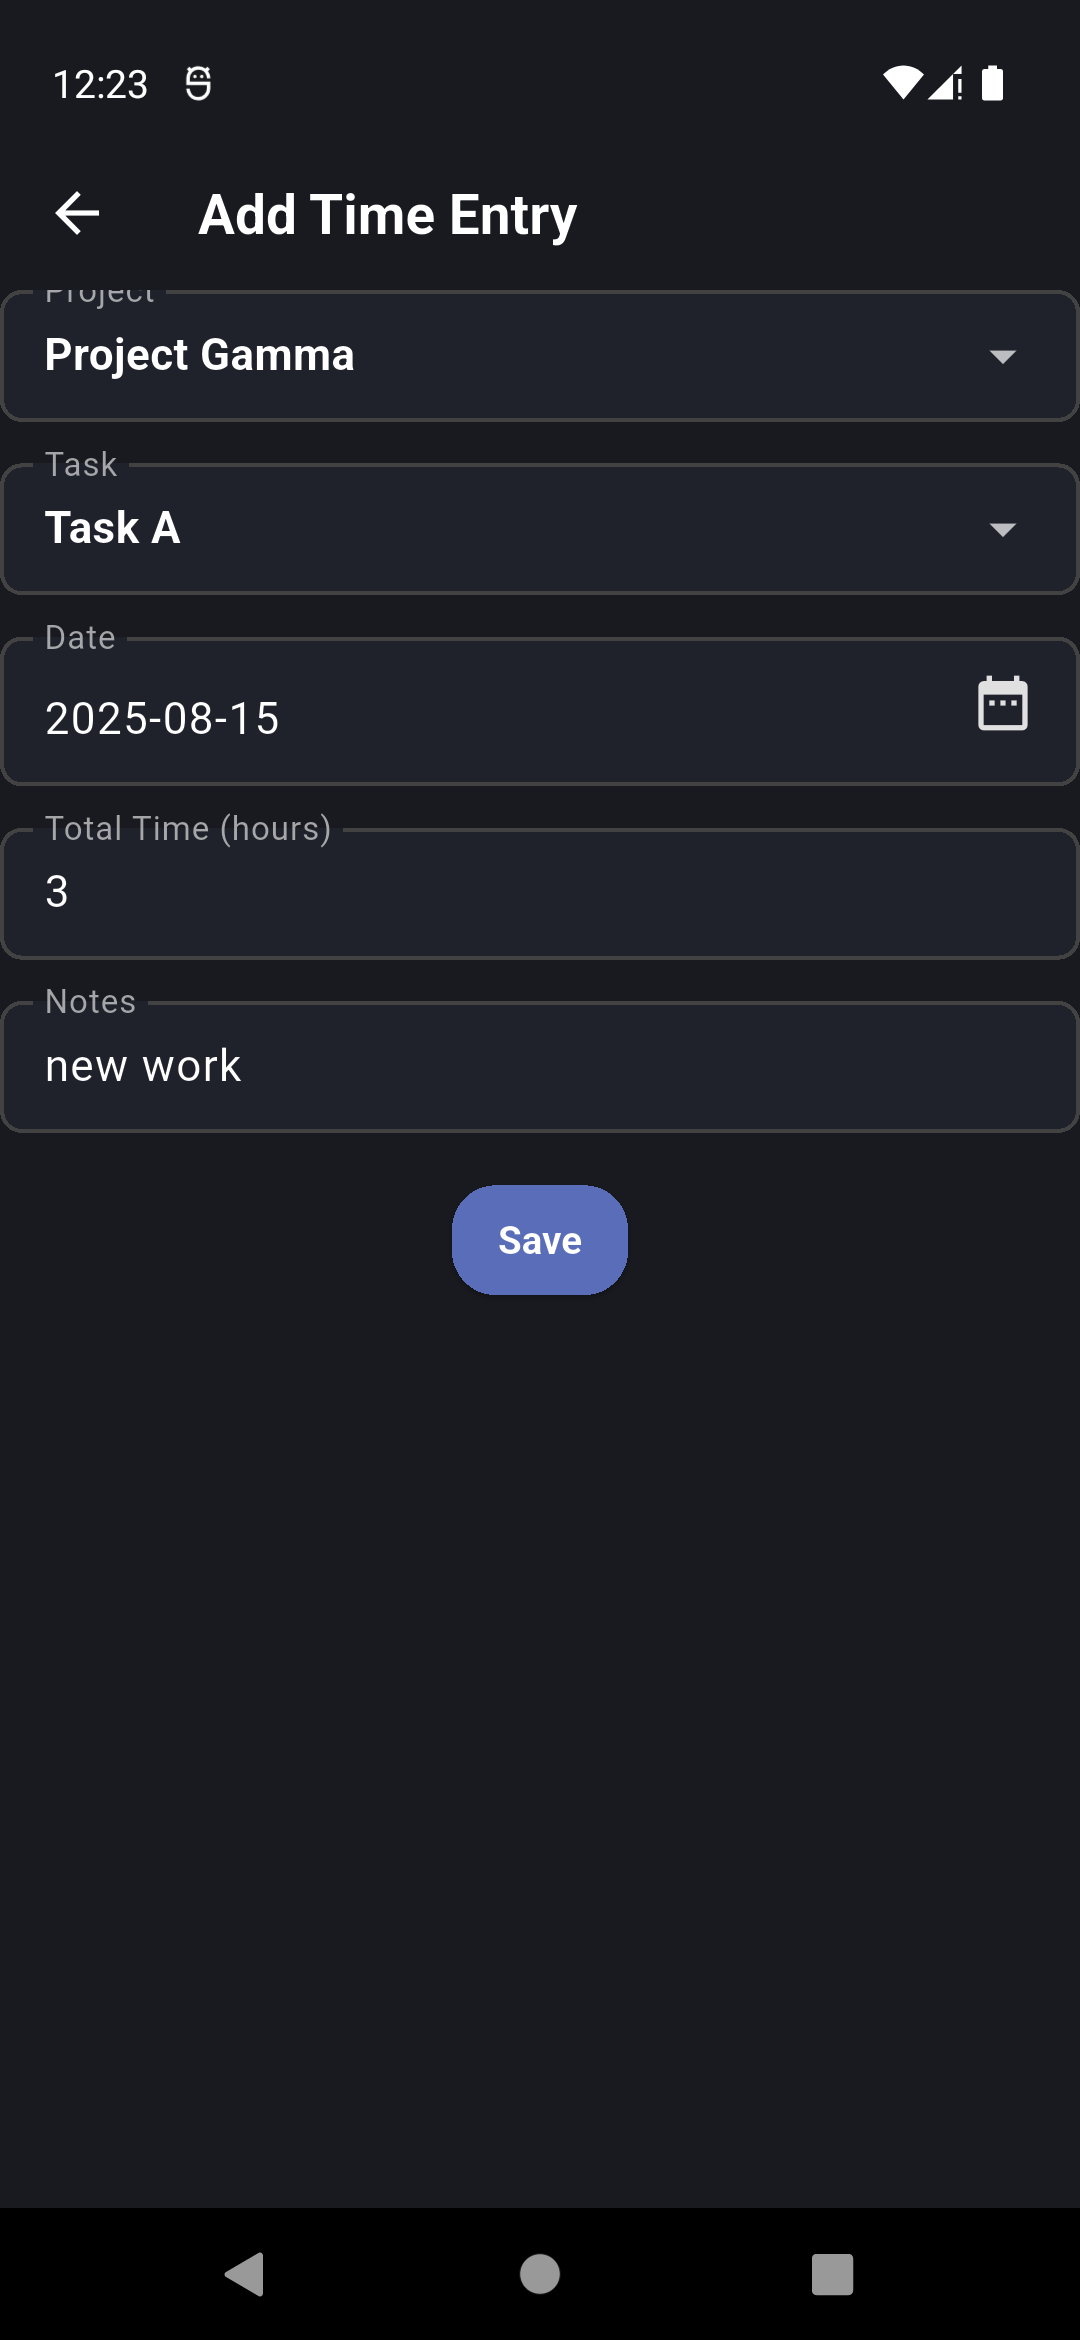 12:23
Add Time Entry
Project
Project Gamma
Task
Task A
Date
2025-08-15
Total Time (hours)
3
Notes
new work
Save